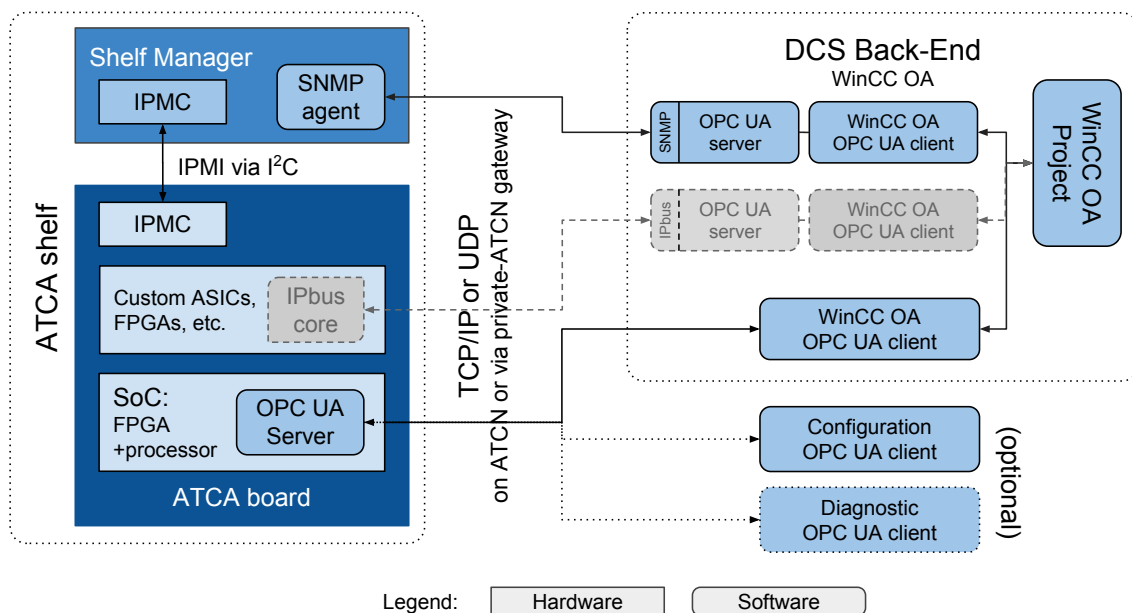 ATCA shelf
Shelf Manager
IPMC
SNMP
agent
IPMI via I²C
IPMC
Custom ASICs,
FPGAs, etc.
IPbus
core
SoC:
FPGA
+processor
OPC UA
Server
ATCA board
TCP/IP or UDP
on ATCN or via private-ATCN gateway
DCS Back-End
WinCC OA
SNMP
OPC UA
server
WinCC OA
OPC UA client
WinCC OA
Project
IPbus
OPC UA
server
WinCC OA
OPC UA client
WinCC OA
OPC UA client
Configuration
OPC UA client
Diagnostic
OPC UA client
(optional)
Legend:
Hardware
Software